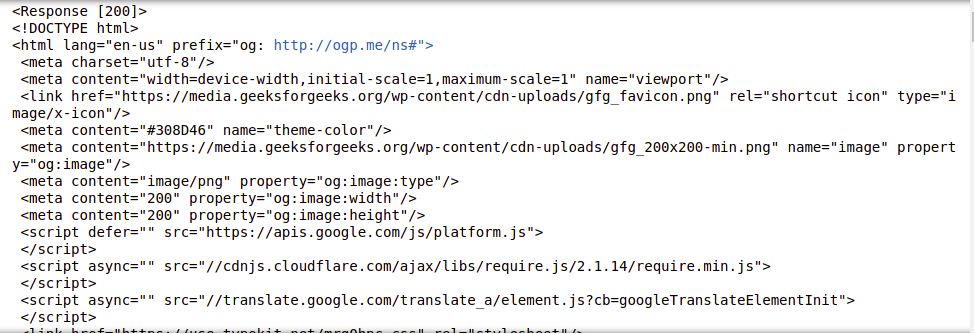 <Response [200]>
<!DOCTYPE html>
<html lang="en-us" prefix="og: http://ogp.me/ns#">
<meta charset="utf-8"/>
<meta content="width=device-width,initial-scale=1,maximum-scale=1" name="viewport"/>
<link href="https://media.geeksforgeeks.org/wp-content/cdn-uploads/gfg_favicon.png" rel="shortcut icon" type="i
mage/x-icon"/>
<meta content="#308D46" name="theme-color"/>
<meta content="https://media.geeksforgeeks.org/wp-content/cdn-uploads/gfg_200x200-min.png" name="image" propert
y="og:image"/>
<meta content="image/png" property="og:image:type"/>
<meta content="200" property="og:image:width"/>
<meta content="200" property="og:image:height"/>
<script defer="" src="https://apis.google.com/js/platform.js">
</script>
<script async="" src="//cdnjs.cloudflare.com/ajax/libs/require.js/2.1.14/require.min.js">
</script>
<script async="" src="//translate.google.com/translate_a/element.js?cb=googleTranslateElementInit">
</script>
<link rel="stylesheet"/>